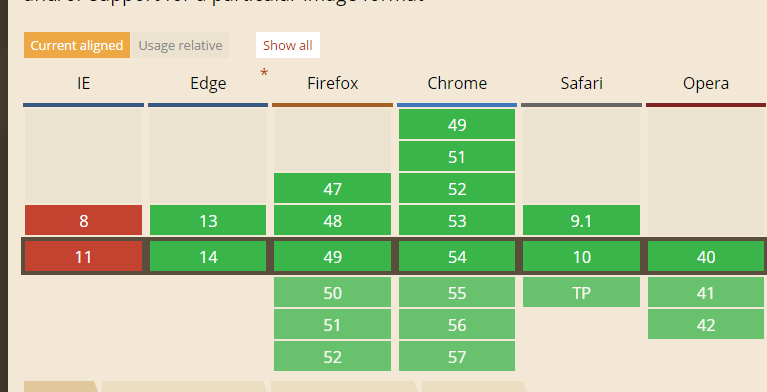 and/or support for a particular image format
Current aligned Usage relative Show all
IE Edge * Firefox Chrome Safari Opera
49
51
47 52
8 13 48 53 9.1
11 14 49 54 10 40
50 55 TP 41
51 56 42
52 57